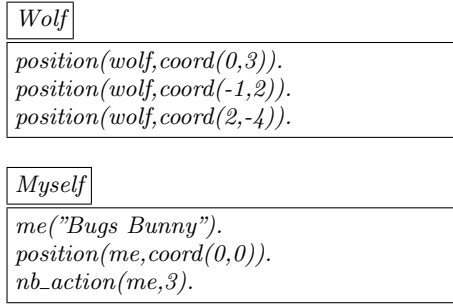 Wolf
position(wolf,coord(0,3)).
position(wolf,coord(-1,2)).
position(wolf,coord(2,-4)).
Myself
me("Bugs Bunny").
position(me,coord(0,0)).
nb_action(me,3).